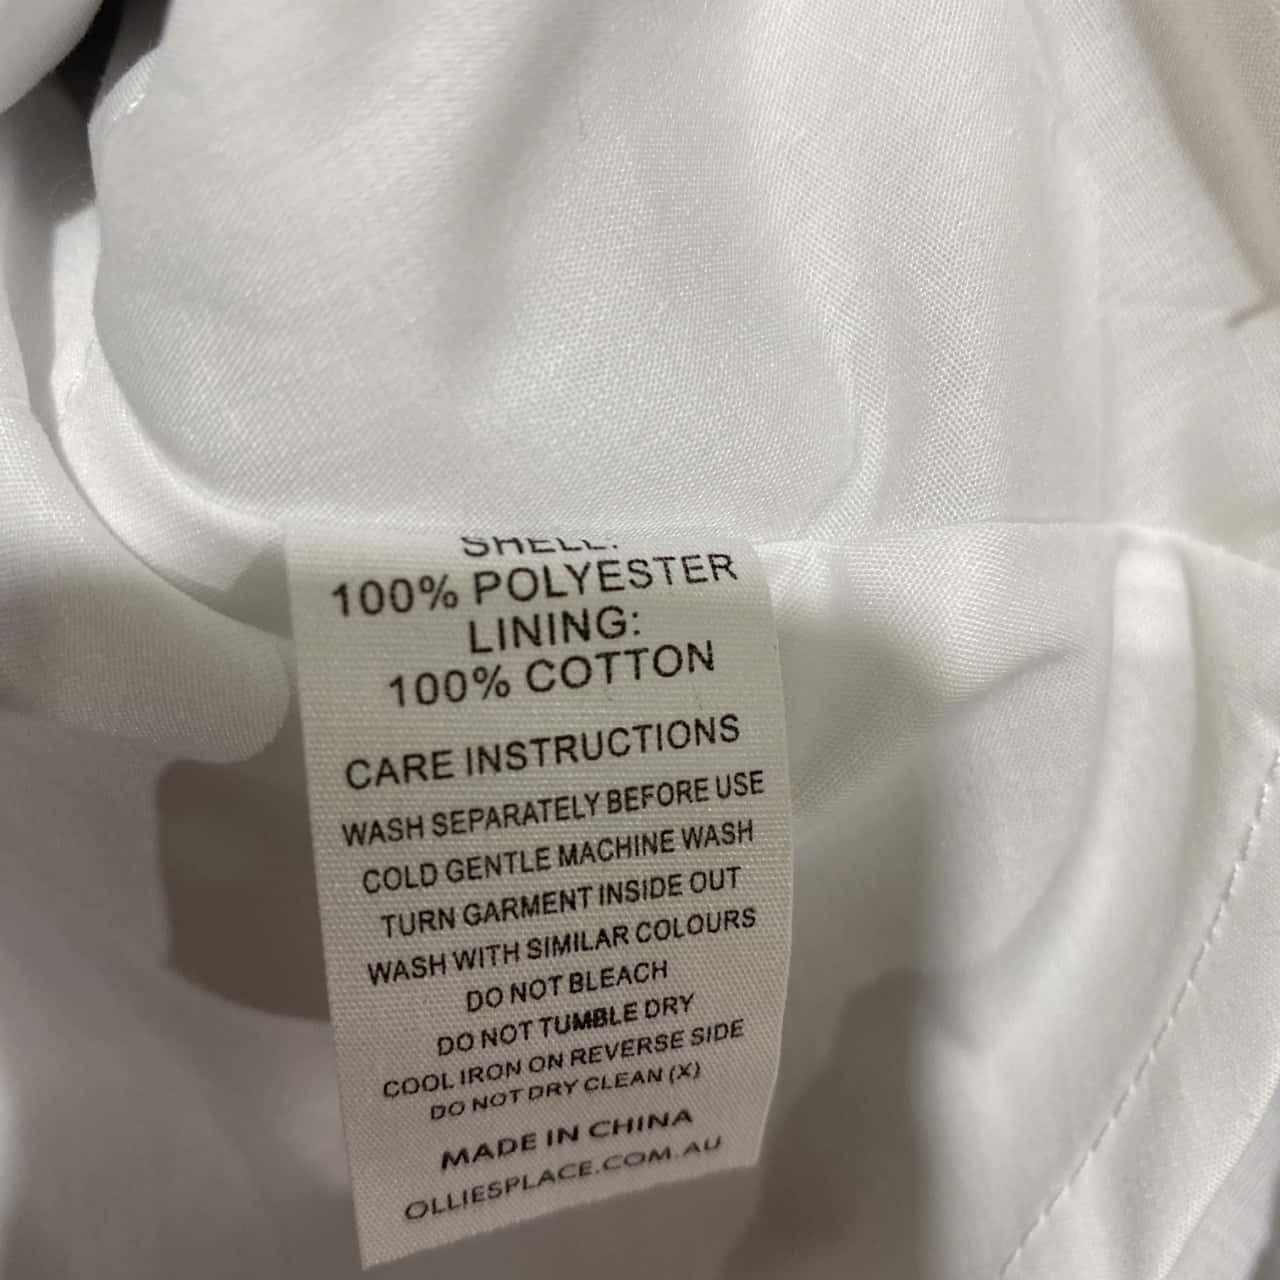 SHELL:
100% POLYESTER
LINING:
100% COTTON
CARE INSTRUCTIONS
WASH SEPARATELY BEFORE USE
COLD GENTLE MACHINE WASH
TURN GARMENT INSIDE OUT
WASH WITH SIMILAR COLOURS
DO NOT BLEACH
DO NOT TUMBLE DRY
COOL IRON ON REVERSE SIDE
DO NOT DRY CLEAN (X)
MADE IN CHINA
OLLIESPLACE.COM.AU